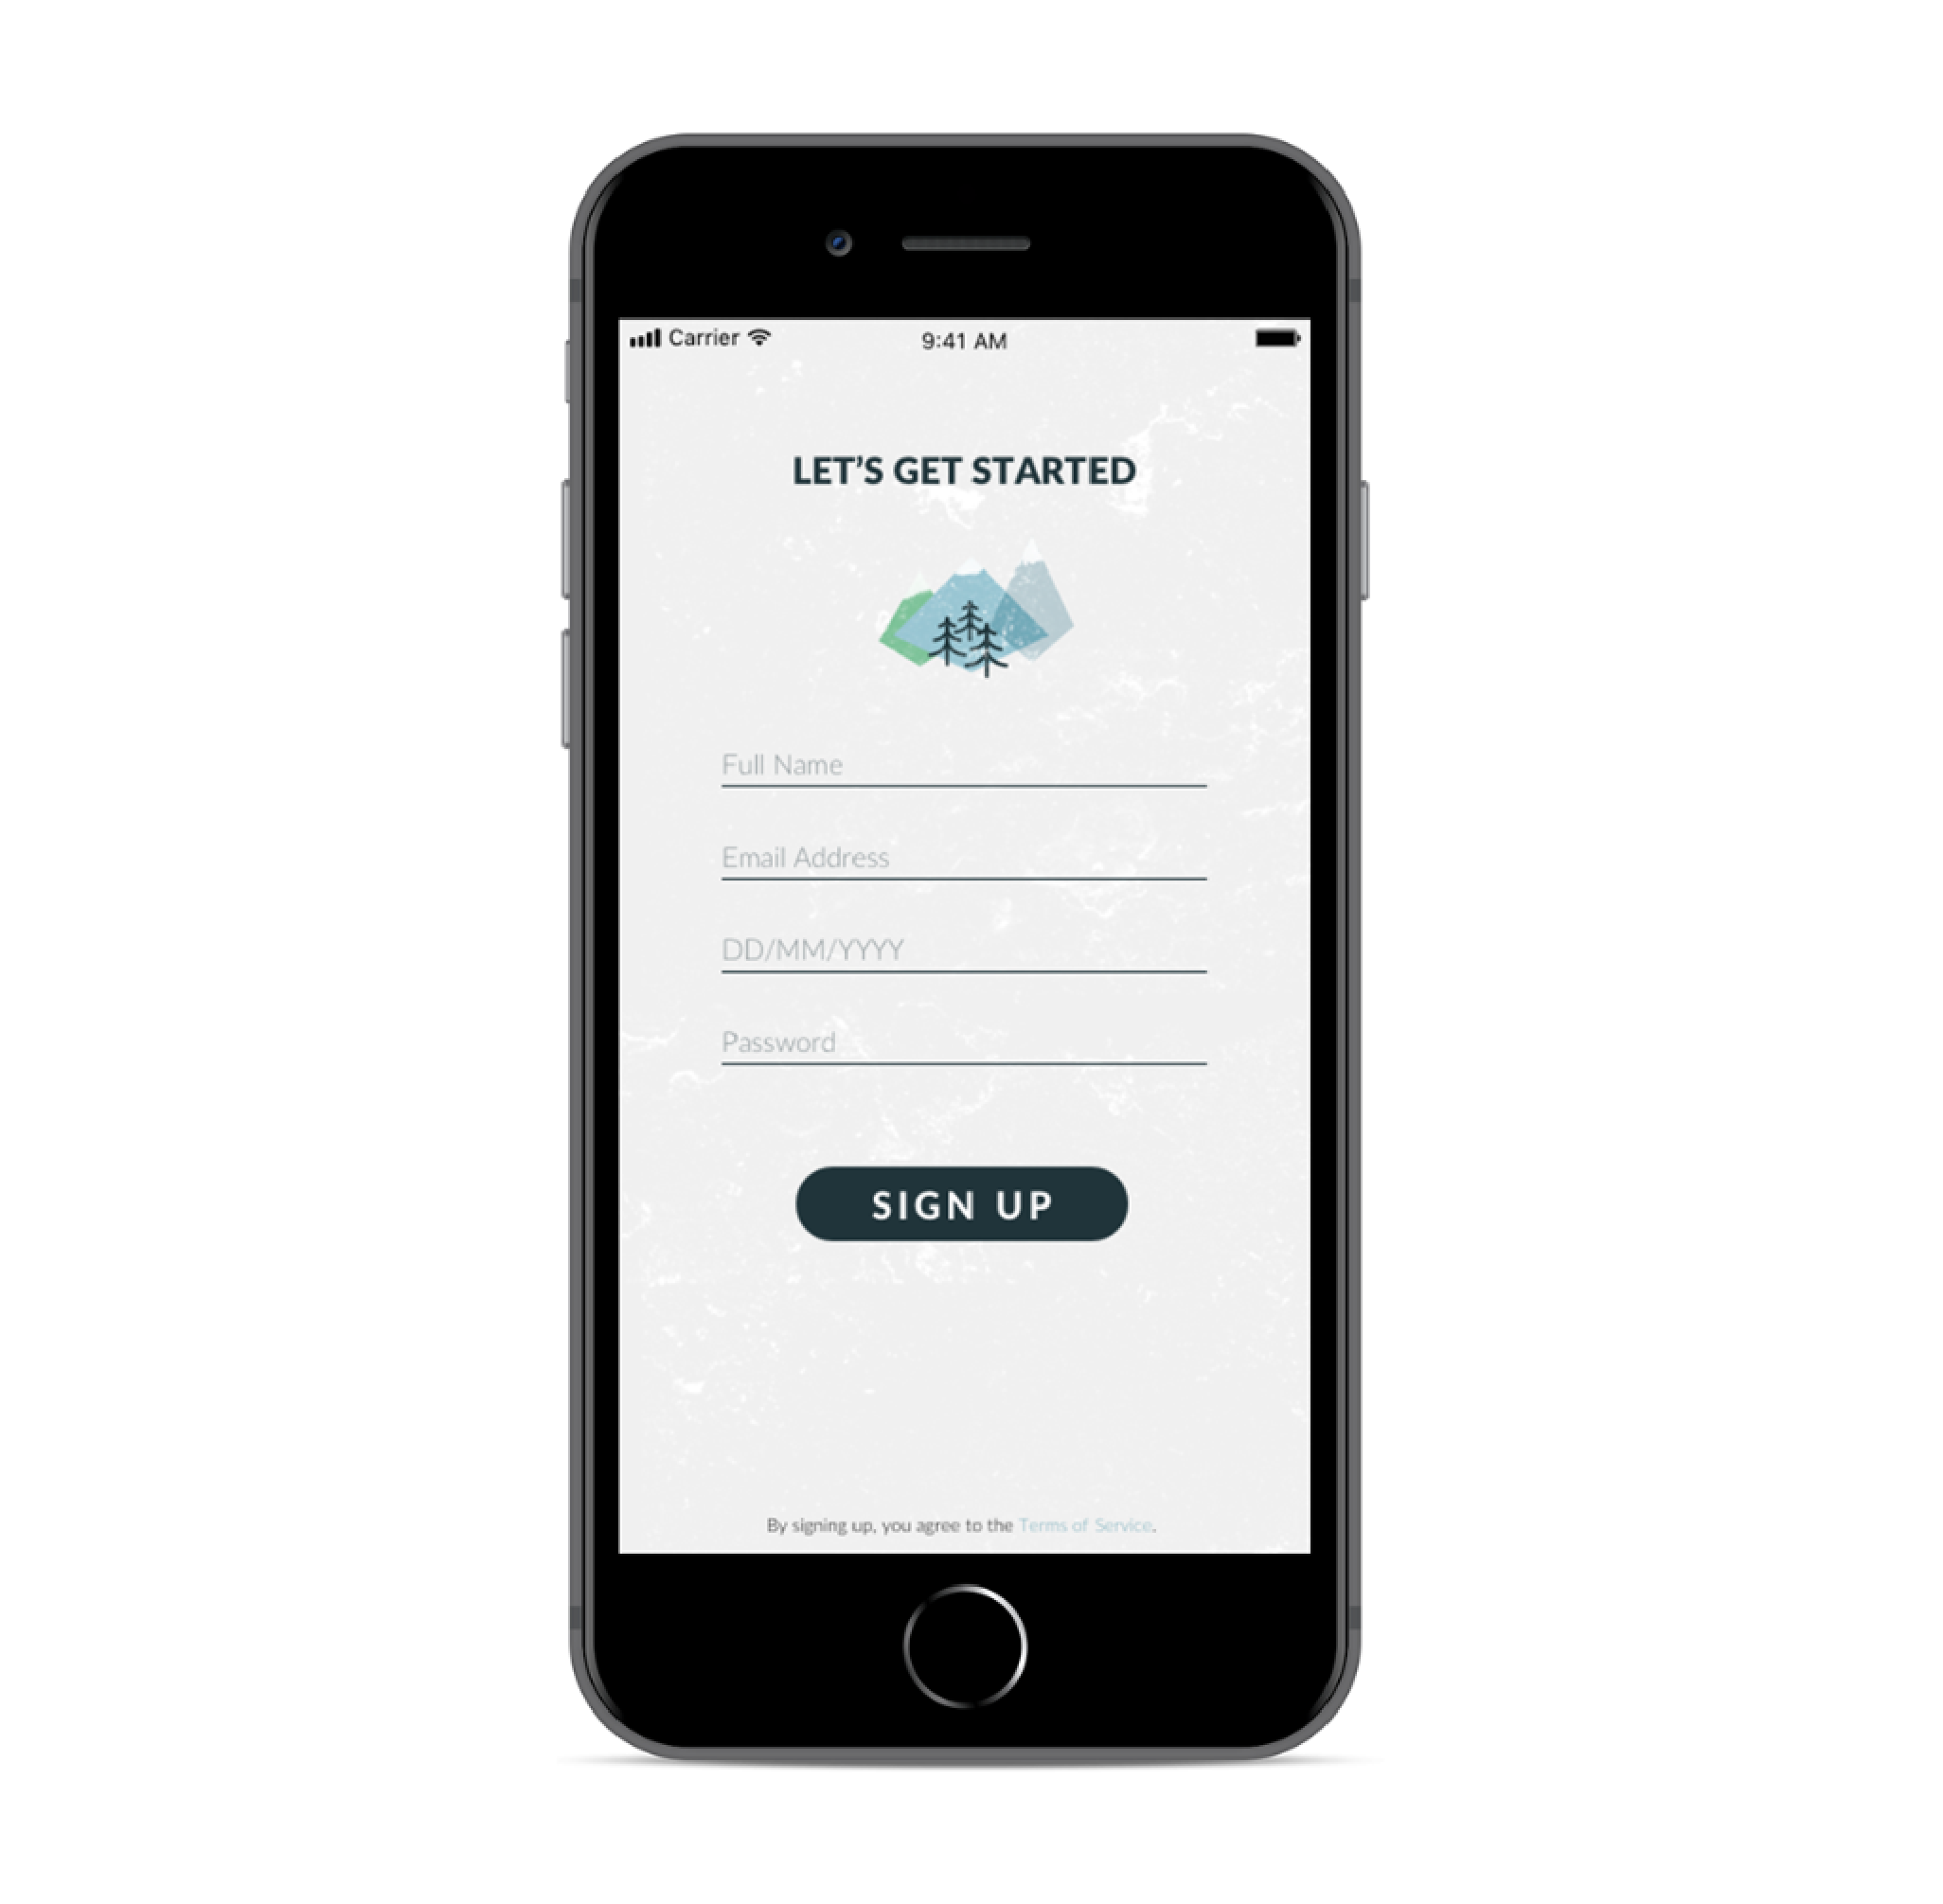 Carrier 9:41 AM
LET’S GET STARTED
Full Name
Email Address
DD/MM/YYYY
Password
SIGN UP
By signing up, you agree to the Terms of Service.